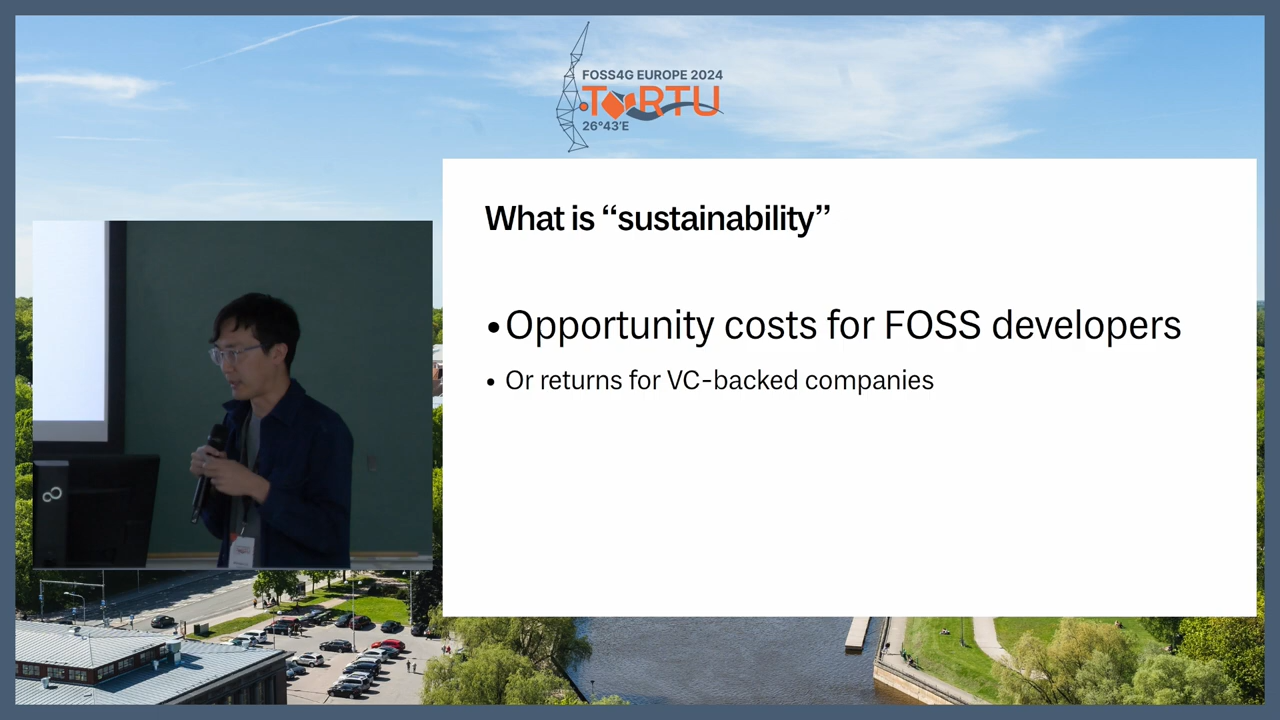 FOSS4G EUROPE 2024
TARTU
26°43'E
What is “sustainability”
•Opportunity costs for FOSS developers
• Or returns for VC-backed companies